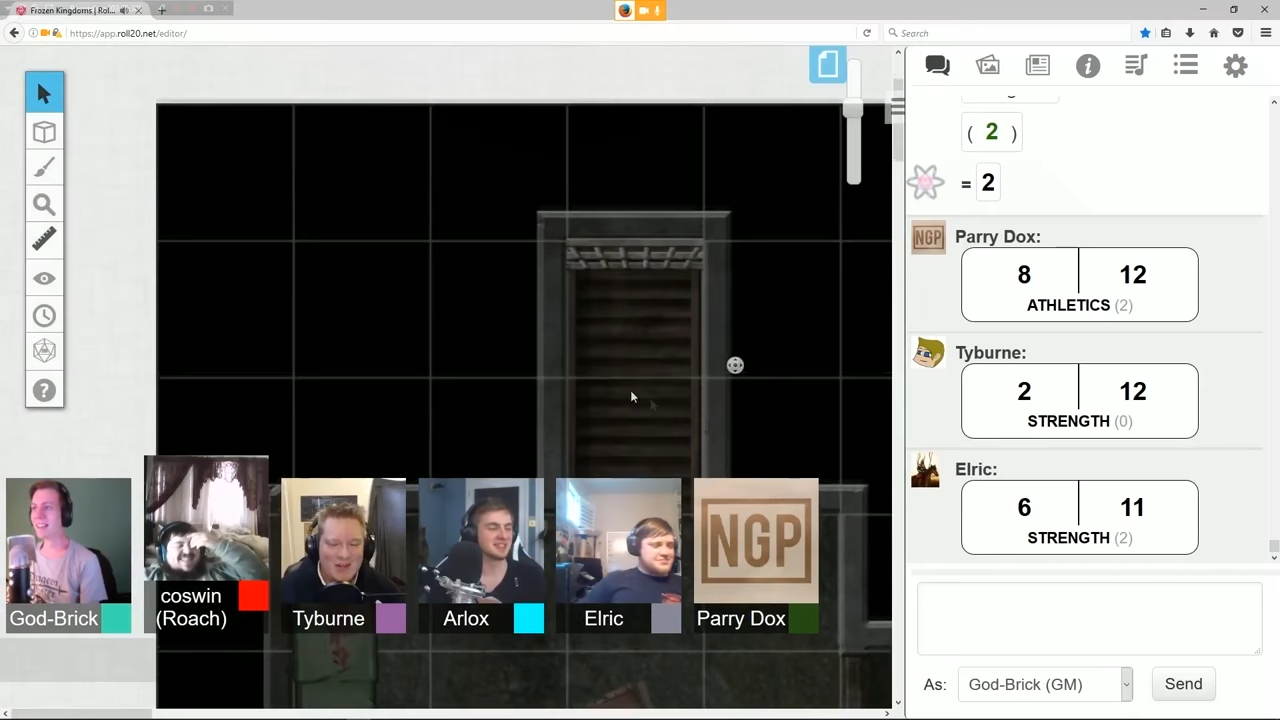 Frozen Kingdoms | Rol...
https://app.roll20.net/editor/
Search
( 2 )
= 2
NGP
Parry Dox:
8 12
ATHLETICS (2)
Tyburne:
2 12
STRENGTH (0)
Elric:
6 11
STRENGTH (2)
NGP
God-Brick
coswin
(Roach)
Tyburne
Arlox
Elric
Parry Dox
As:
God-Brick (GM)
Send